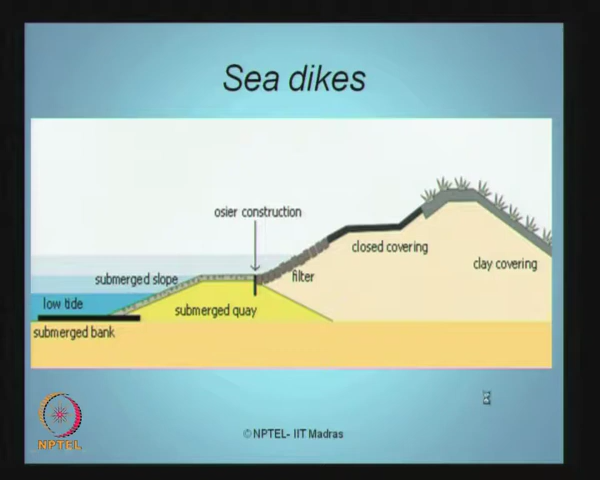 Sea dikes
osier construction
closed covering
clay covering
submerged slope
filter
low tide
submerged quay
submerged bank
NPTEL
© NPTEL- IIT Madras